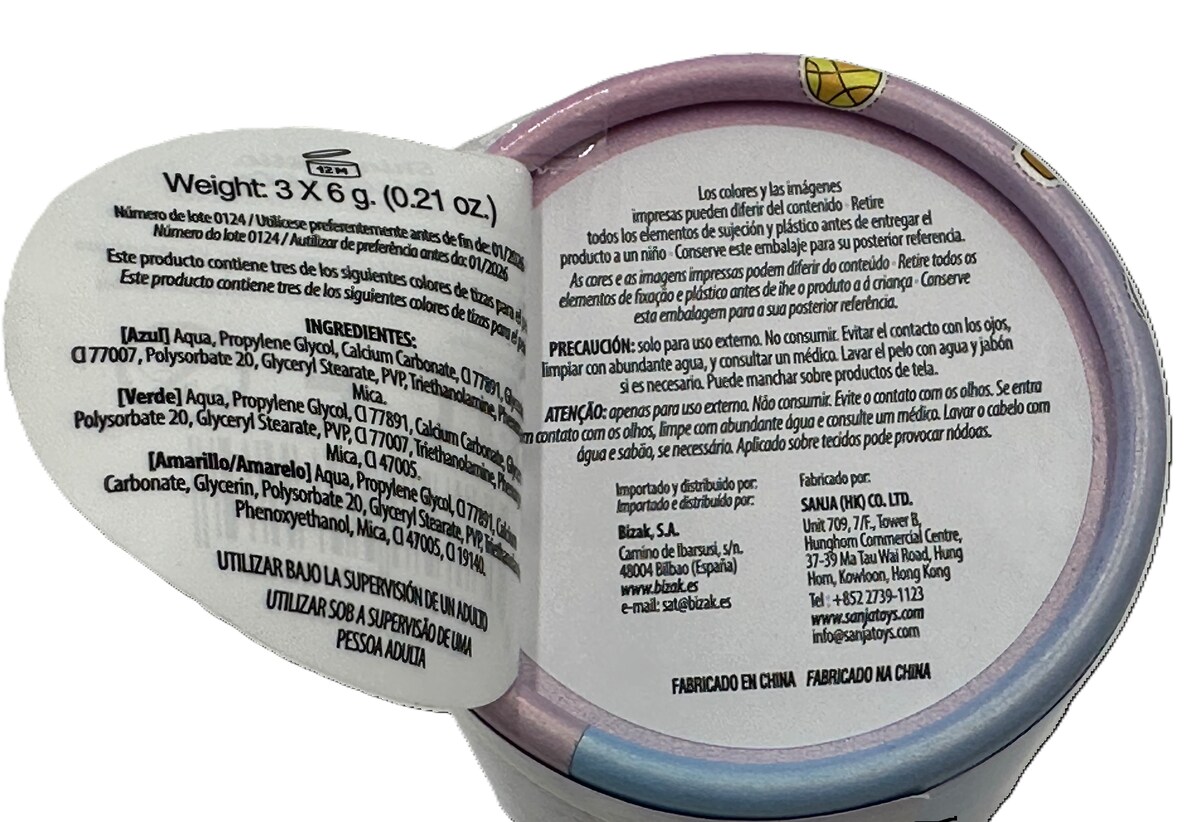 12 M
Weight: 3 X 6 g. (0.21 oz.)
Número de lote 0124 / Utilícese preferentemente antes de fin de: 01/2026
Número do lote 0124 / Autilizar de preferência antes da: 01/2026
Este producto contiene tres de los siguientes colores de tizas para el
Este producto contiene tres de los siguientes colores de tizas para el
INGREDIENTES:
[Azul] Aqua, Propylene Glycol, Calcium Carbonate, CI 77891,
CI 77007, Polysorbate 20, Glyceryl Stearate, PVP, Triethanolamine,
Mica.
[Verde] Aqua, Propylene Glycol, CI 77891, Calcium Carbonate,
Polysorbate 20, Glyceryl Stearate, PVP, CI 77007, Triethanolamine,
Mica, CI 47005.
[Amarillo/Amarelo] Aqua, Propylene Glycol, CI 77891, Calcium
Carbonate, Glycerin, Polysorbate 20, Glyceryl Stearate, PVP,
Phenoxyethanol, Mica, CI 47005, CI 19140.
UTILIZAR BAJO LA SUPERVISIÓN DE UN ADULTO
UTILIZAR SOB A SUPERVISÃO DE UMA
PESSOA ADULTA
Los colores y las imágenes
impresas pueden diferir del contenido · Retire
todos los elementos de sujeción y plástico antes de entregar el
producto a un niño · Conserve este embalaje para su posterior referencia.
As cores e as imagens impressas podem diferir do conteúdo · Retire todos os
elementos de fixação e plástico antes de lhe o produto a d criança · Conserve
esta embalagem para a sua posterior referência.
PRECAUCIÓN: solo para uso externo. No consumir. Evitar el contacto con los ojos,
limpiar con abundante agua, y consultar un médico. Lavar el pelo con agua y jabón
si es necesario. Puede manchar sobre productos de tela.
ATENÇÃO: apenas para uso externo. Não consumir. Evite o contato com os olhos. Se entra
contato com os olhos, limpe com abundante água e consulte um médico. Lavar o cabelo com
água e sabão, se necessário. Aplicado sobre tecidos pode provocar nódoas.
Importado y distribuido por:
Importado e distribuído por:
Bizak, S.A.
Camino de Ibarsusi, s/n.
48004 Bilbao (España)
www.bizak.es
e-mail: sat@bizak.es
Fabricado por:
SANJA (HK) CO. LTD.
Unit 709, 7/F., Tower B,
Hunghom Commercial Centre,
37-39 Ma Tau Wai Road, Hung
Hom, Kowloon, Hong Kong
Tel : +852 2739-1123
www.sanjatoys.com
info@sanjatoys.com
FABRICADO EN CHINA FABRICADO NA CHINA